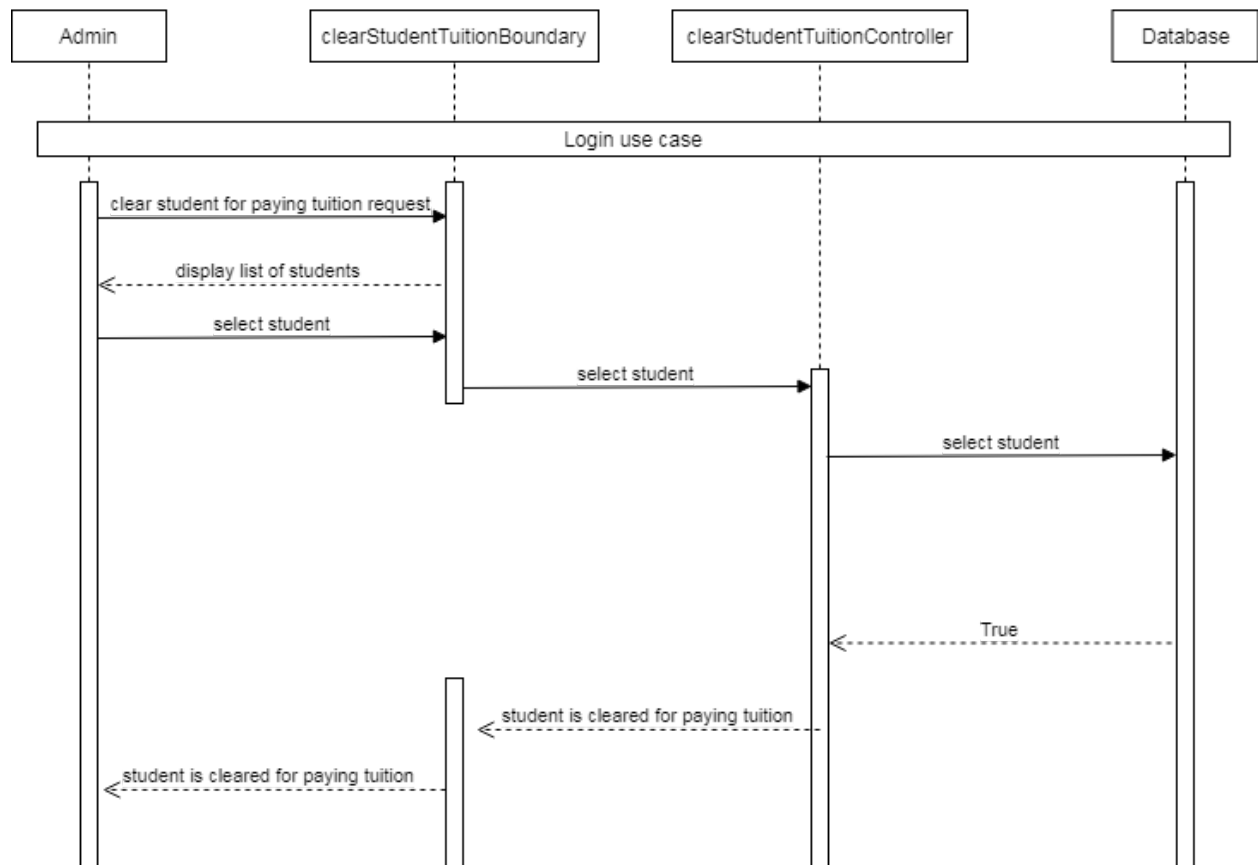 Admin
clearStudentTuitionBoundary
clearStudentTuitionController
Database
Login use case
clear student for paying tuition request
display list of students
select student
select student
select student
True
student is cleared for paying tuition
student is cleared for paying tuition